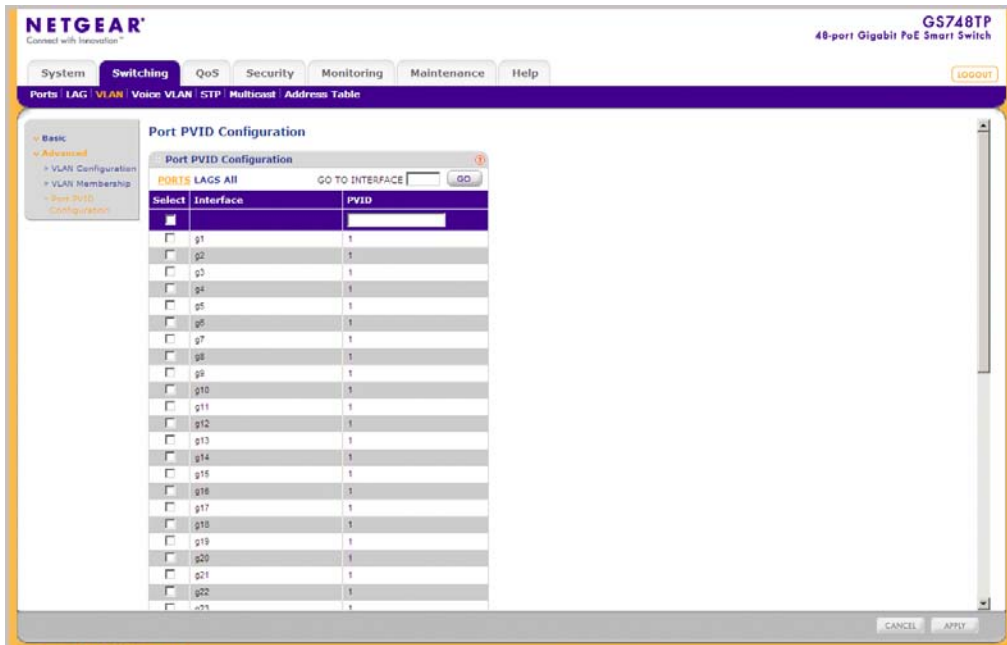 NETGEAR®
Connect with Innovation™
GS748TP
48-port Gigabit PoE Smart Switch
System Switching QoS Security Monitoring Maintenance Help LOGOUT
Ports LAG VLAN Voice VLAN STP Multicast Address Table
Basic
Advanced
VLAN Configuration
VLAN Membership
Port PVID Configuration
Port PVID Configuration
Port PVID Configuration ?
PORTS LAGS All GO TO INTERFACE GO
Select Interface PVID
g1 1
g2 1
g3 1
g4 1
g5 1
g6 1
g7 1
g8 1
g9 1
g10 1
g11 1
g12 1
g13 1
g14 1
g15 1
g16 1
g17 1
g18 1
g19 1
g20 1
g21 1
g22 1
g23 1
CANCEL APPLY